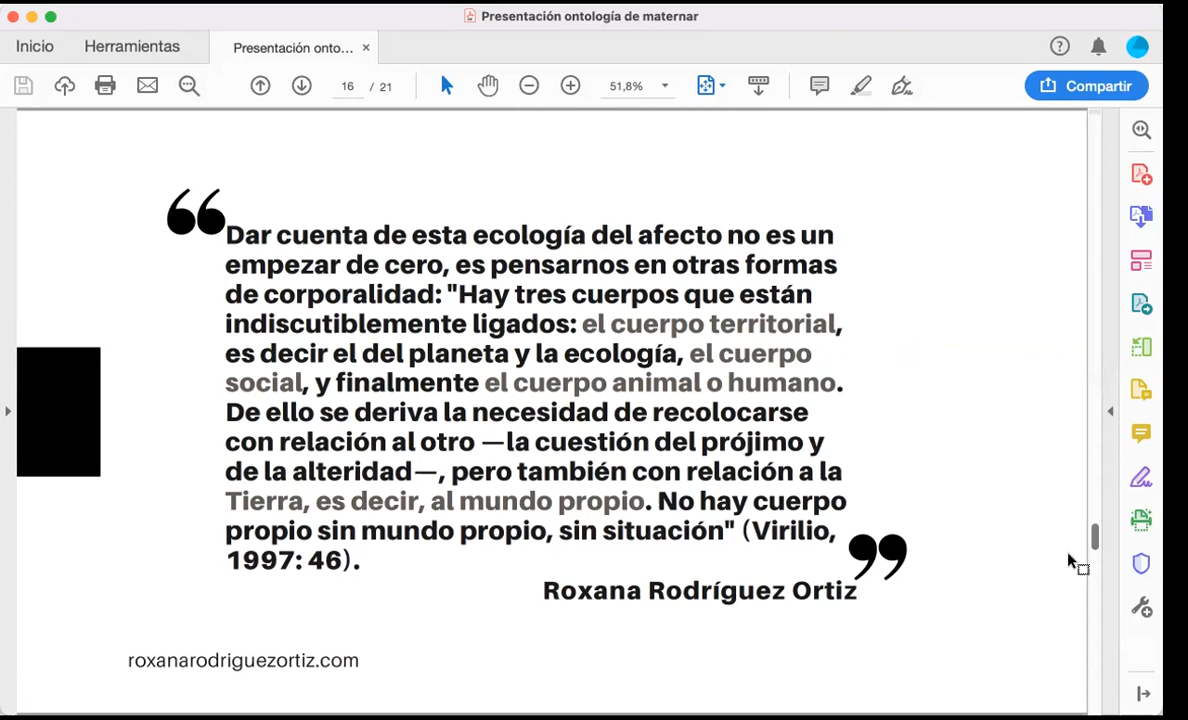 Presentación ontología de maternar
Inicio Herramientas Presentación onto... ×
16 / 21 51,8% Compartir
Dar cuenta de esta ecología del afecto no es un
empezar de cero, es pensarnos en otras formas
de corporalidad: "Hay tres cuerpos que están
indiscutiblemente ligados: el cuerpo territorial,
es decir el del planeta y la ecología, el cuerpo
social, y finalmente el cuerpo animal o humano.
De ello se deriva la necesidad de recolocarse
con relación al otro —la cuestión del prójimo y
de la alteridad—, pero también con relación a la
Tierra, es decir, al mundo propio. No hay cuerpo
propio sin mundo propio, sin situación" (Virilio,
1997: 46).
Roxana Rodríguez Ortiz
roxanarodriguezortiz.com